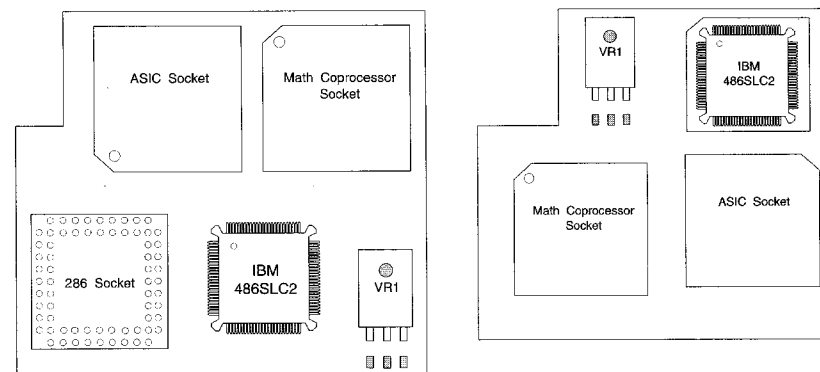 ASIC Socket
Math Coprocessor
Socket
286 Socket
IBM
486SLC2
VR1
VR1
IBM
486SLC2
Math Coprocessor
Socket
ASIC Socket